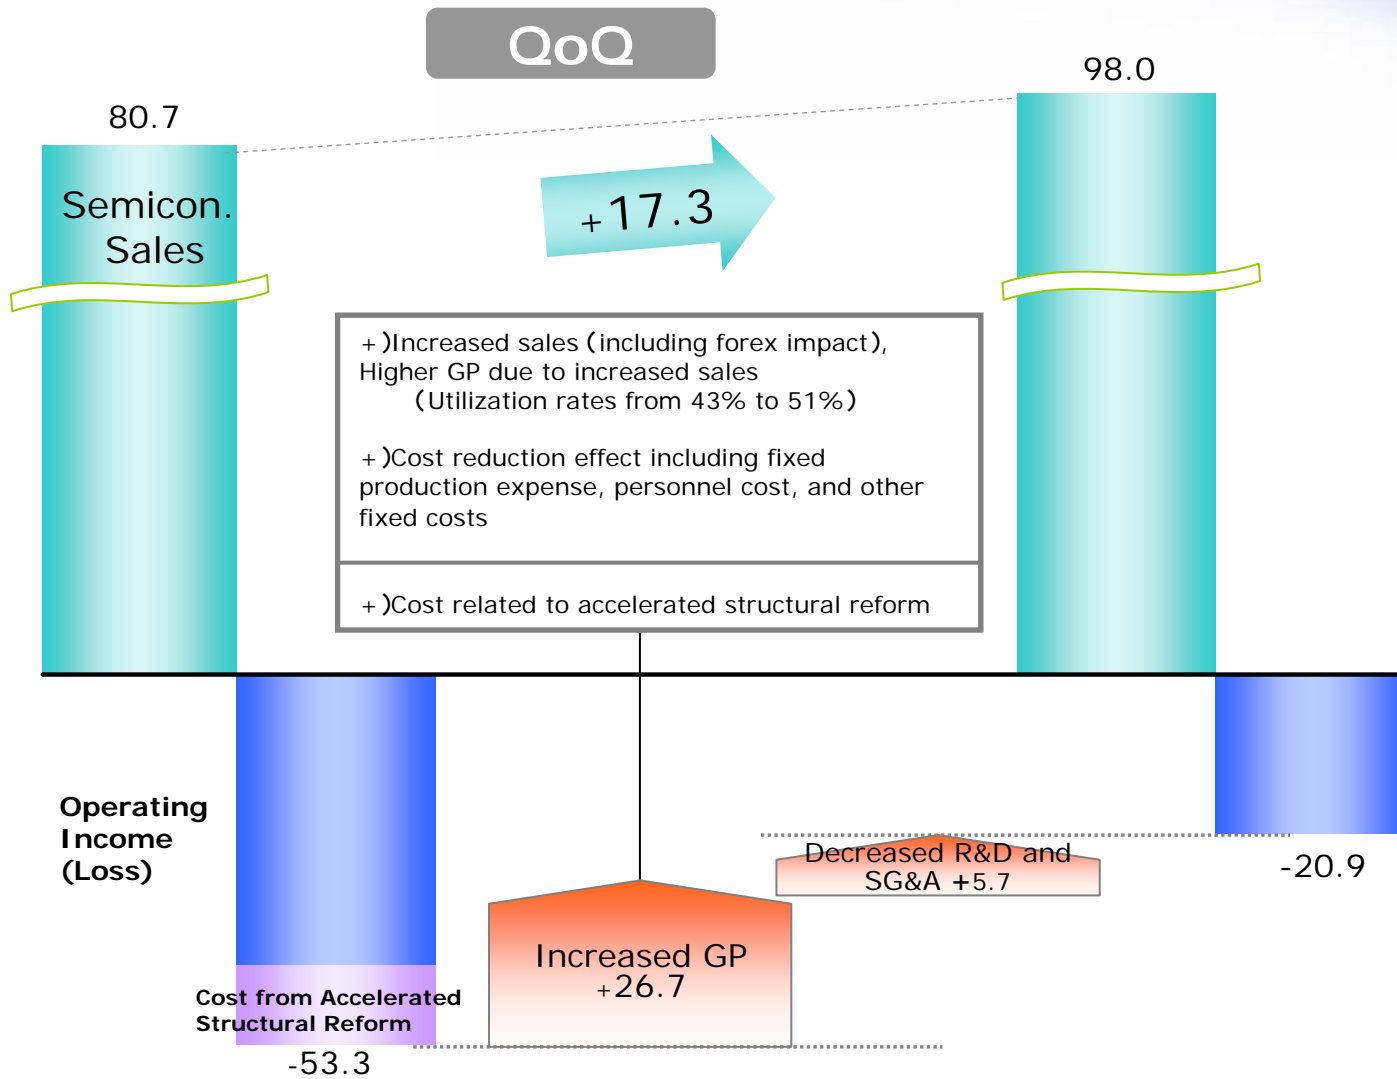 QoQ
80.7
98.0
Semicon.
Sales
+17.3
+)Increased sales (including forex impact),
Higher GP due to increased sales
(Utilization rates from 43% to 51%)
+)Cost reduction effect including fixed
production expense, personnel cost, and other
fixed costs
+)Cost related to accelerated structural reform
Operating
Income
(Loss)
Decreased R&D and
SG&A +5.7
-20.9
Increased GP
+26.7
Cost from Accelerated
Structural Reform
-53.3